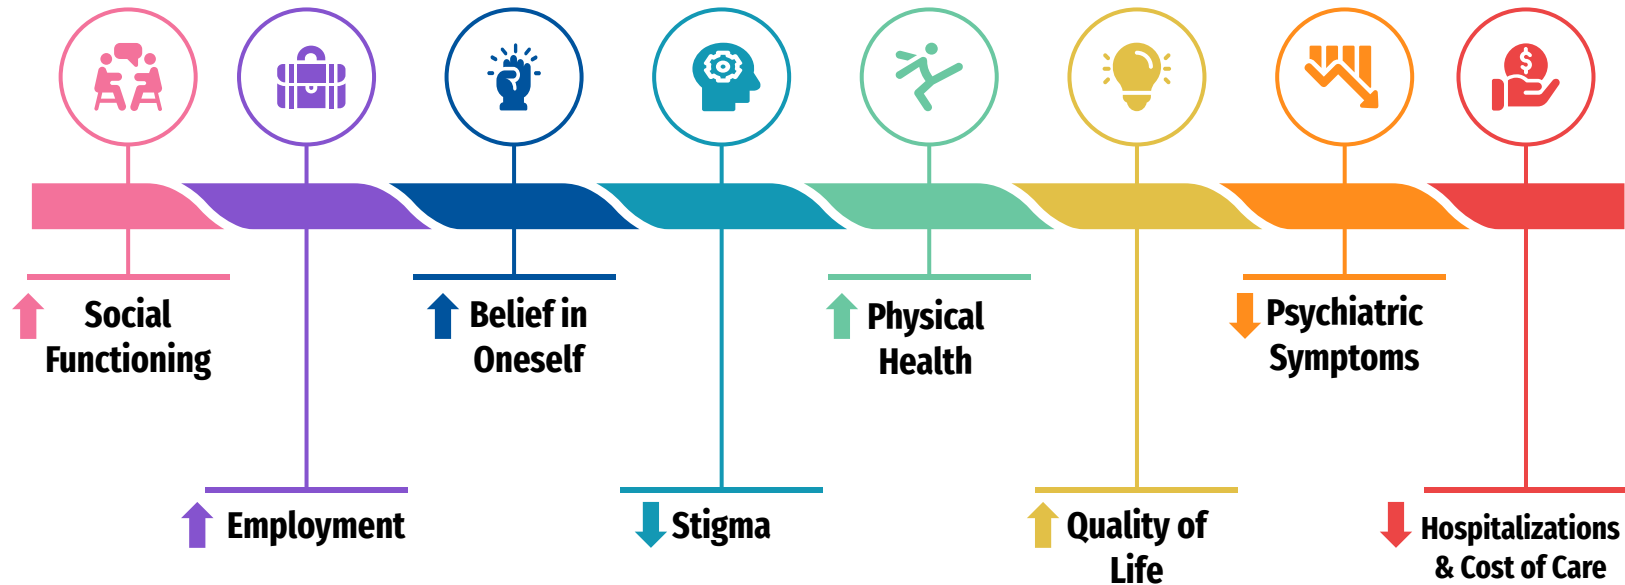 Social
Functioning
Employment
Belief in
Oneself
Stigma
Physical
Health
Quality of
Life
Psychiatric
Symptoms
Hospitalizations
& Cost of Care
$